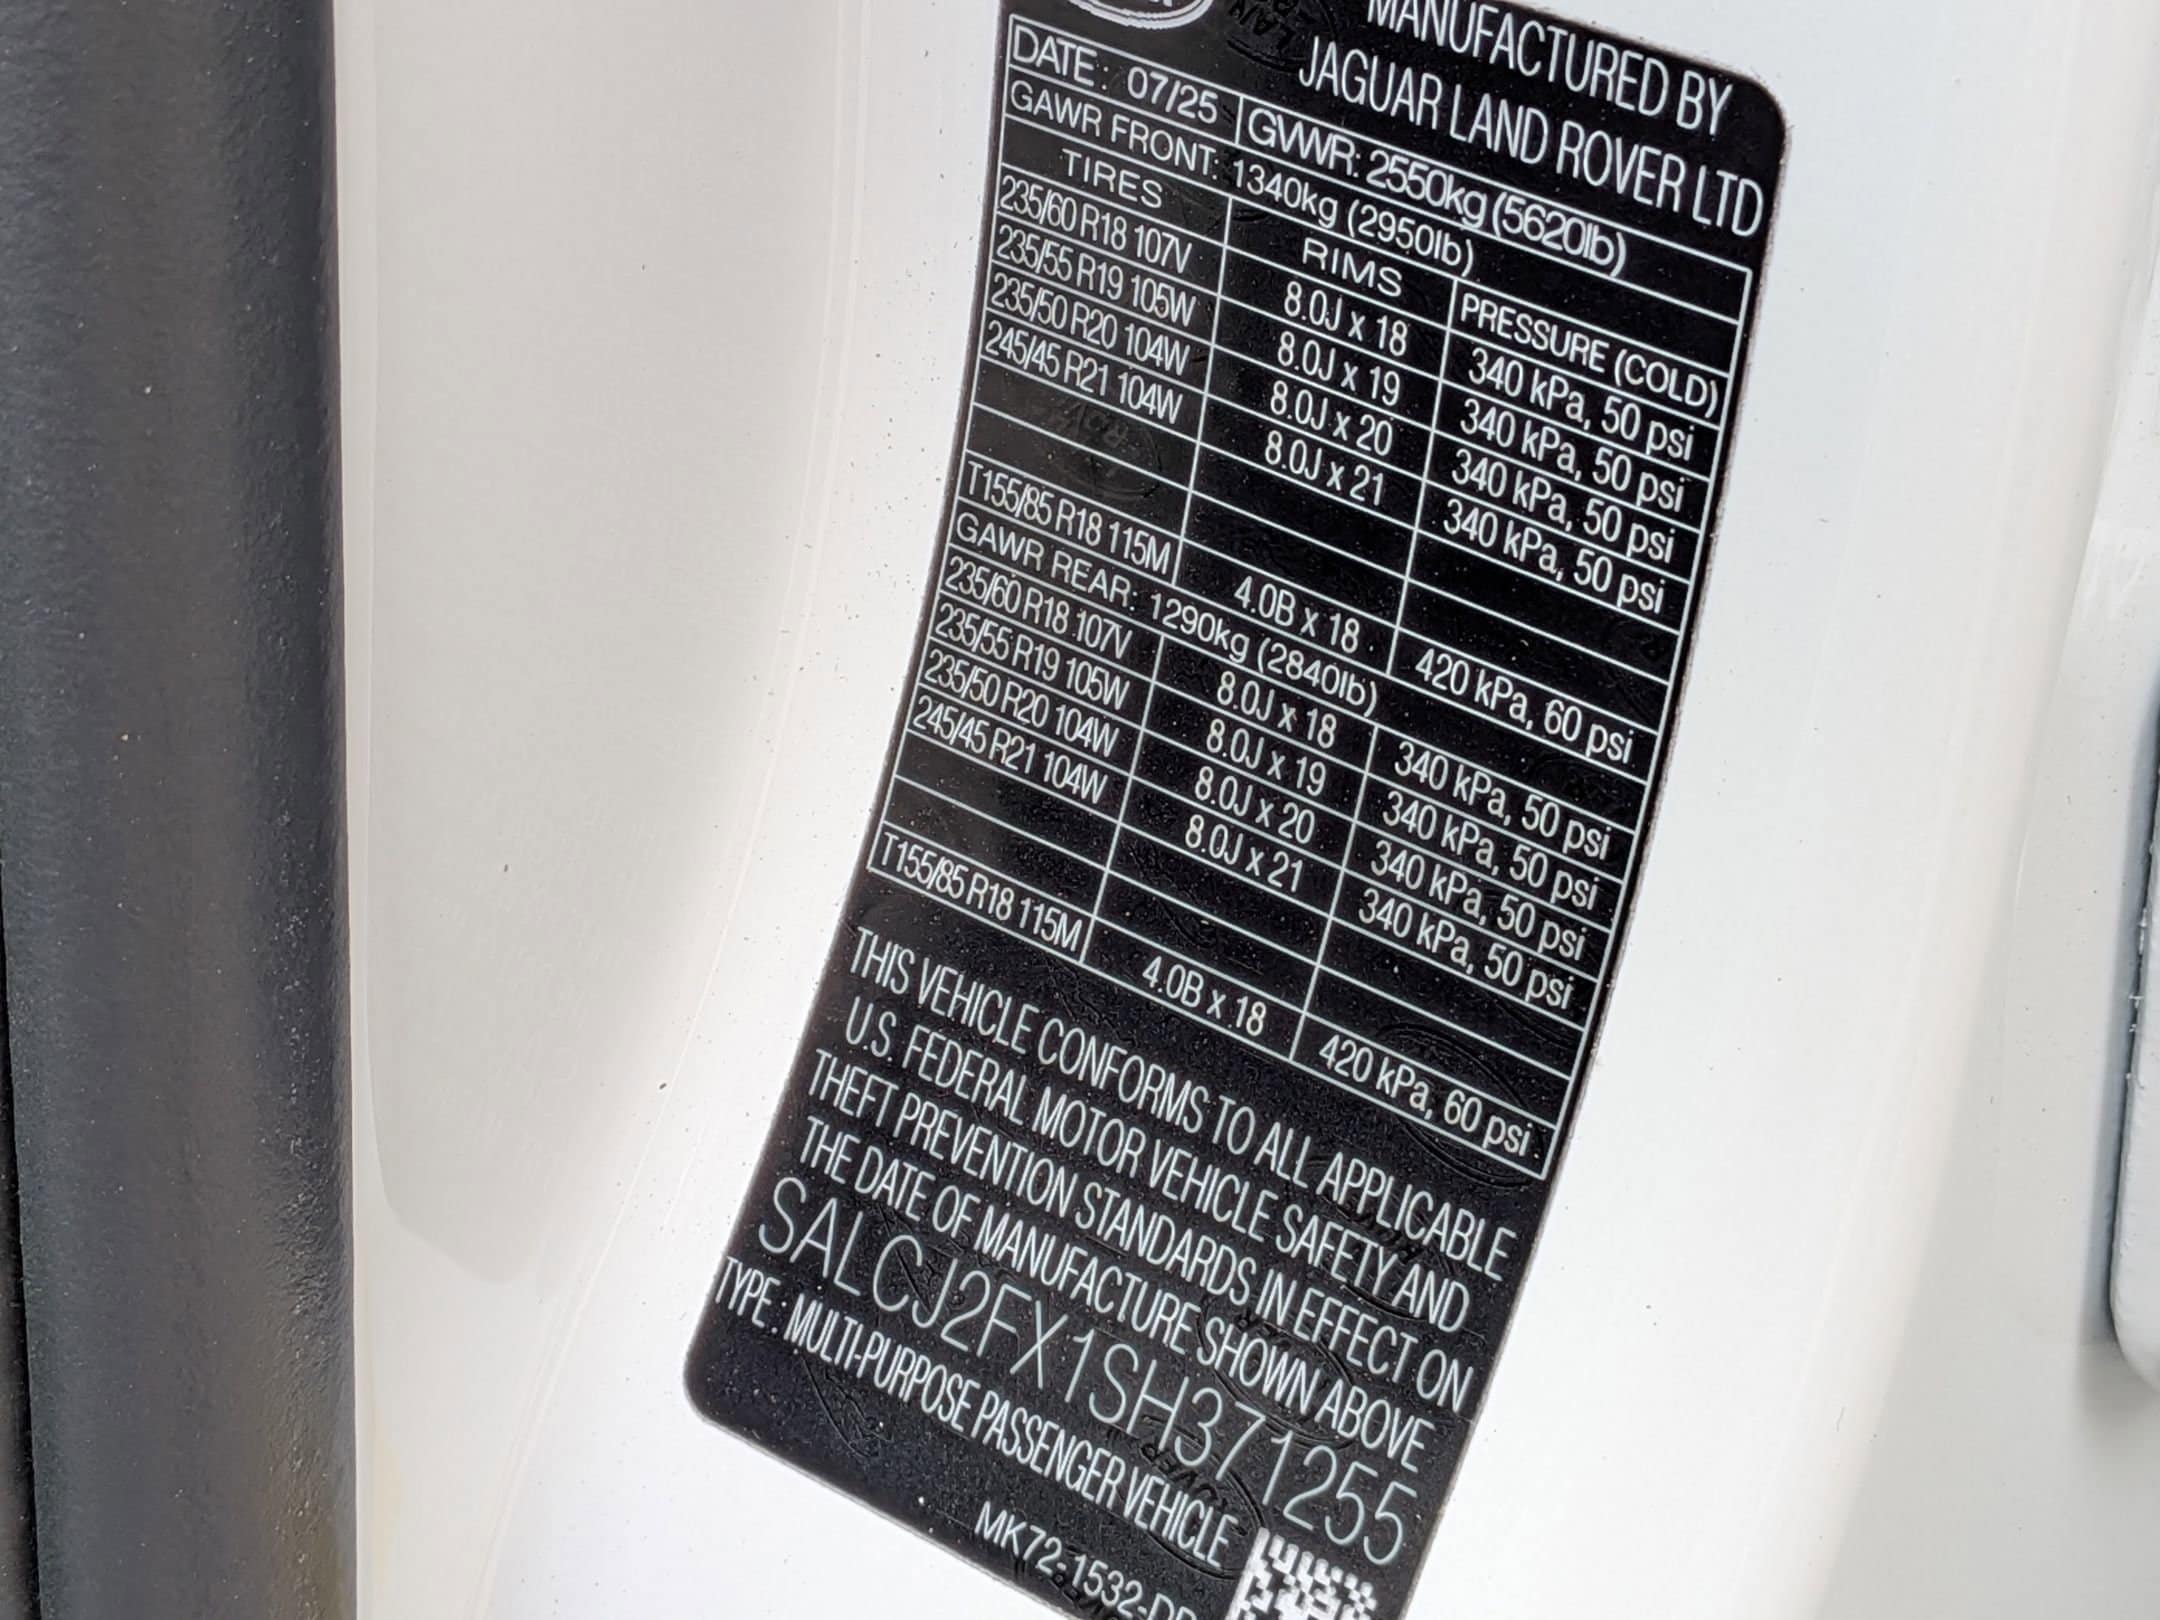 MANUFACTURED BY
JAGUAR LAND ROVER LTD
DATE: 07/25 GVWR: 2550kg (5620lb)
GAWR FRONT: 1340kg (2950lb)
TIRES RIMS PRESSURE (COLD)
235/60 R18 107V 8.0J x 18 340 kPa, 50 psi
235/55 R19 105W 8.0J x 19 340 kPa, 50 psi
235/50 R20 104W 8.0J x 20 340 kPa, 50 psi
245/45 R21 104W 8.0J x 21 340 kPa, 50 psi
T155/85 R18 115M 4.0B x 18 420 kPa, 60 psi
GAWR REAR: 1290kg (2840lb)
235/60 R18 107V 8.0J x 18 340 kPa, 50 psi
235/55 R19 105W 8.0J x 19 340 kPa, 50 psi
235/50 R20 104W 8.0J x 20 340 kPa, 50 psi
245/45 R21 104W 8.0J x 21 340 kPa, 50 psi
T155/85 R18 115M 4.0B x 18 420 kPa, 60 psi
THIS VEHICLE CONFORMS TO ALL APPLICABLE
U.S. FEDERAL MOTOR VEHICLE SAFETY AND
THEFT PREVENTION STANDARDS IN EFFECT ON
THE DATE OF MANUFACTURE SHOWN ABOVE
SALCJ2FX1SH371255
TYPE: MULTI-PURPOSE PASSENGER VEHICLE